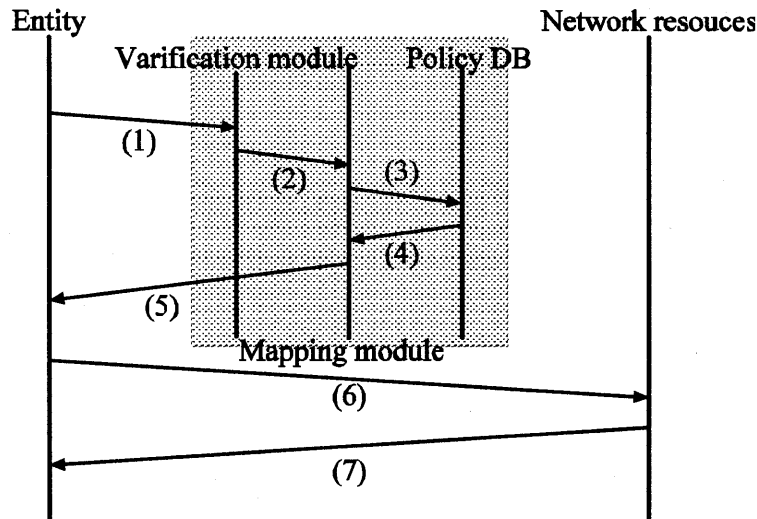 Entity
Network resouces
Varification module
Policy DB
(1)
(2)
(3)
(4)
(5)
Mapping module
(6)
(7)